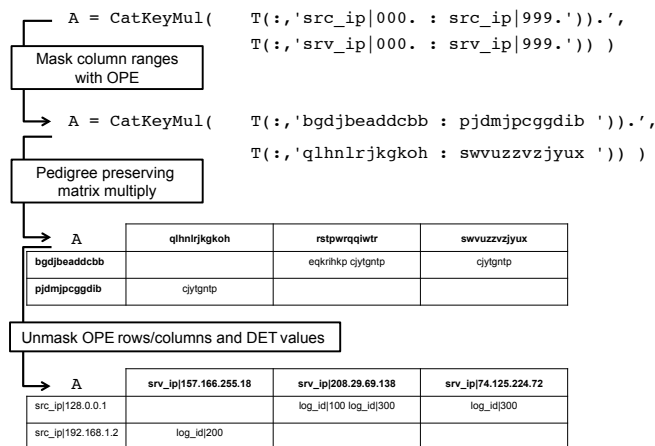 A = CatKeyMul( T(:,'src_ip|000. : src_ip|999.')).',
T(:,'srv_ip|000. : srv_ip|999.')) )
Mask column ranges
with OPE
A = CatKeyMul( T(:,'bgdjbeaddcbb : pjdmjpcggdib ')).',
T(:,'qlhnlrjkgkoh : swvuzzvzjyux ')) )
Pedigree preserving
matrix multiply
A qlhnlrjkgkoh rstpwrqqiwtr swvuzzvzjyux
bgdjbeaddcbb eqkrihkp cjytgntp cjytgntp
pjdmjpcggdib cjytgntp
Unmask OPE rows/columns and DET values
A srv_ip|157.166.255.18 srv_ip|208.29.69.138 srv_ip|74.125.224.72
src_ip|128.0.0.1 log_id|100 log_id|300 log_id|300
src_ip|192.168.1.2 log_id|200